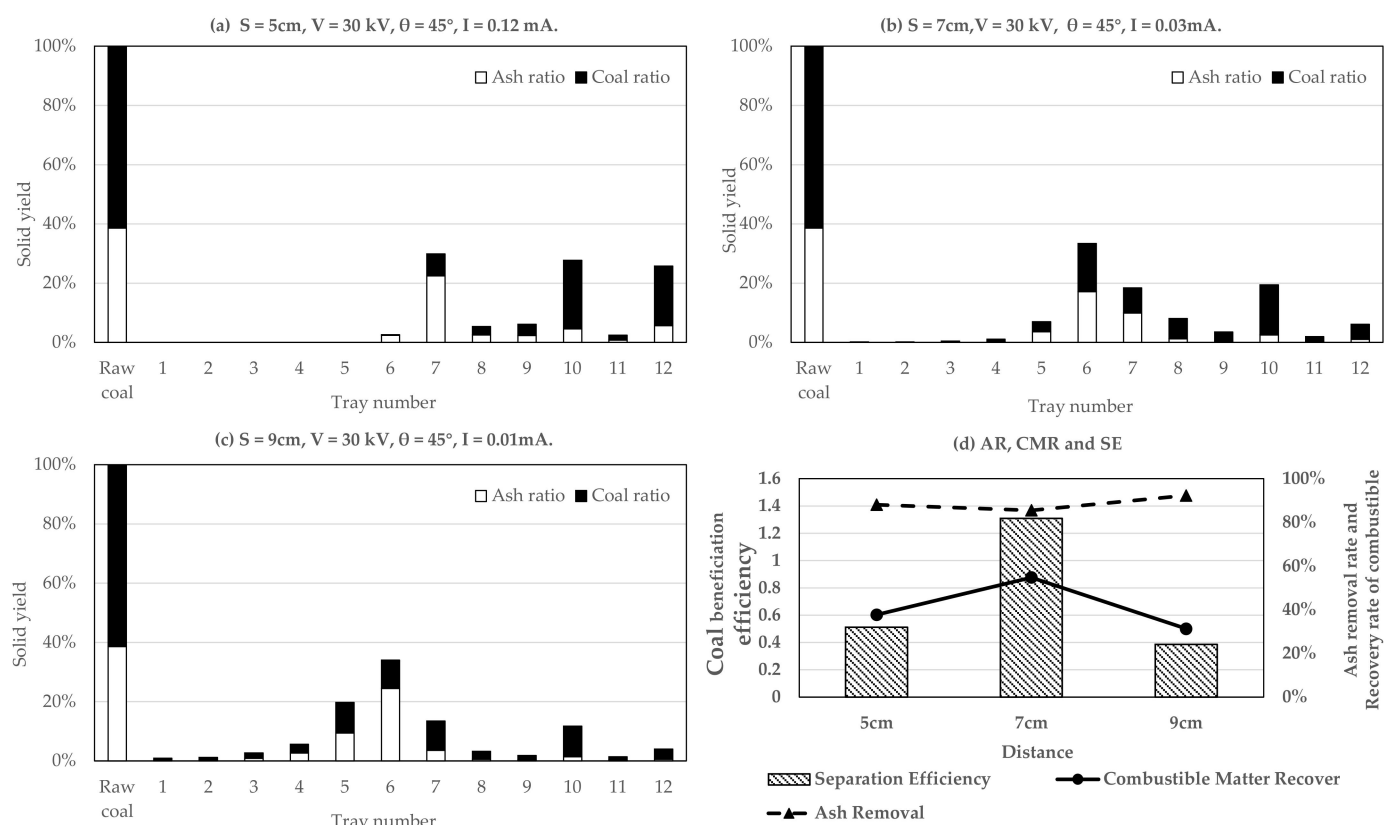 (a) S = 5cm, V = 30 kV, θ = 45°, I = 0.12 mA.
100%
80%
60%
40%
20%
0%
Solid yield
Ash ratio Coal ratio
Raw coal 1 2 3 4 5 6 7 8 9 10 11 12
Tray number
(b) S = 7cm,V = 30 kV, θ = 45°, I = 0.03mA.
100%
80%
60%
40%
20%
0%
Solid yield
Ash ratio Coal ratio
Raw coal 1 2 3 4 5 6 7 8 9 10 11 12
Tray number
(c) S = 9cm, V = 30 kV, θ = 45°, I = 0.01mA.
100%
80%
60%
40%
20%
0%
Solid yield
Ash ratio Coal ratio
Raw coal 1 2 3 4 5 6 7 8 9 10 11 12
Tray number
(d) AR, CMR and SE
1.6
1.4
1.2
1
0.8
0.6
0.4
0.2
0
Coal beneficiation
efficiency
100%
80%
60%
40%
20%
0%
Ash removal rate and
Recovery rate of combustible
5cm 7cm 9cm
Distance
Separation Efficiency Combustible Matter Recover
Ash Removal